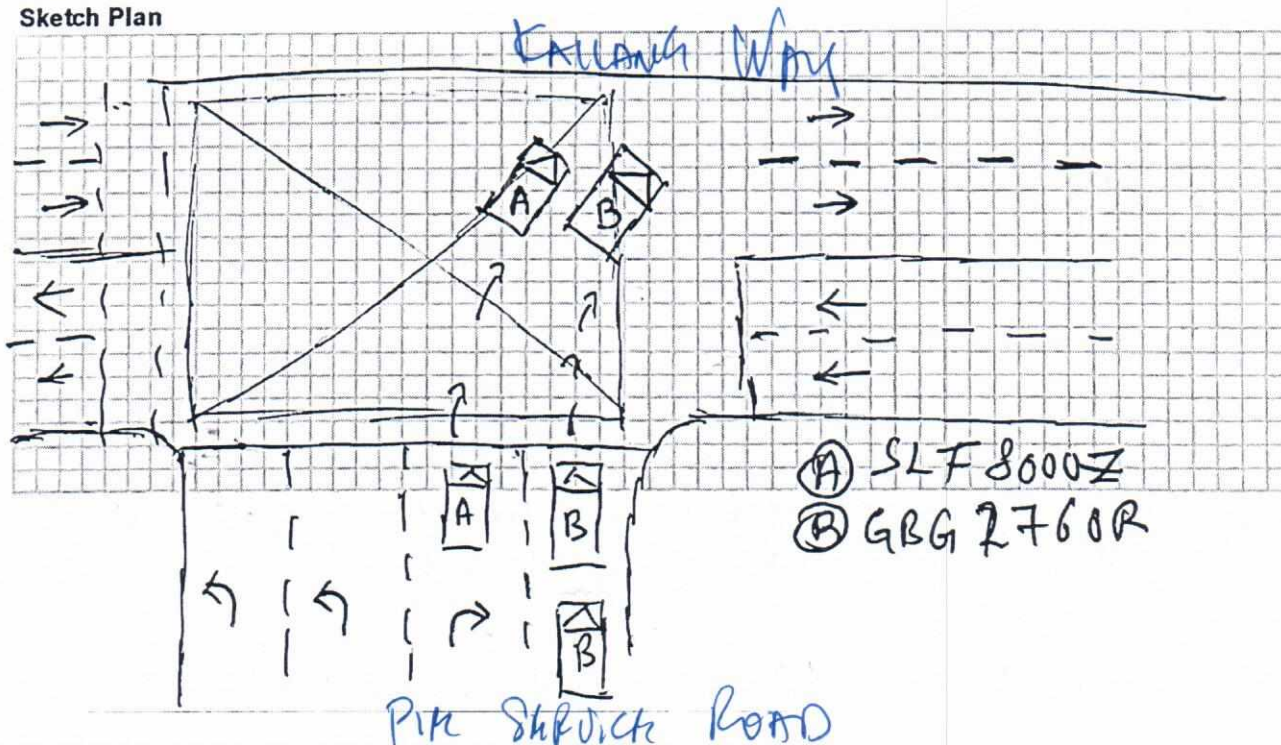 Sketch Plan
KALLANG WAY
A B
A B
B
A SLF 8000Z
B GBG 2760R
PIE SERVICE ROAD